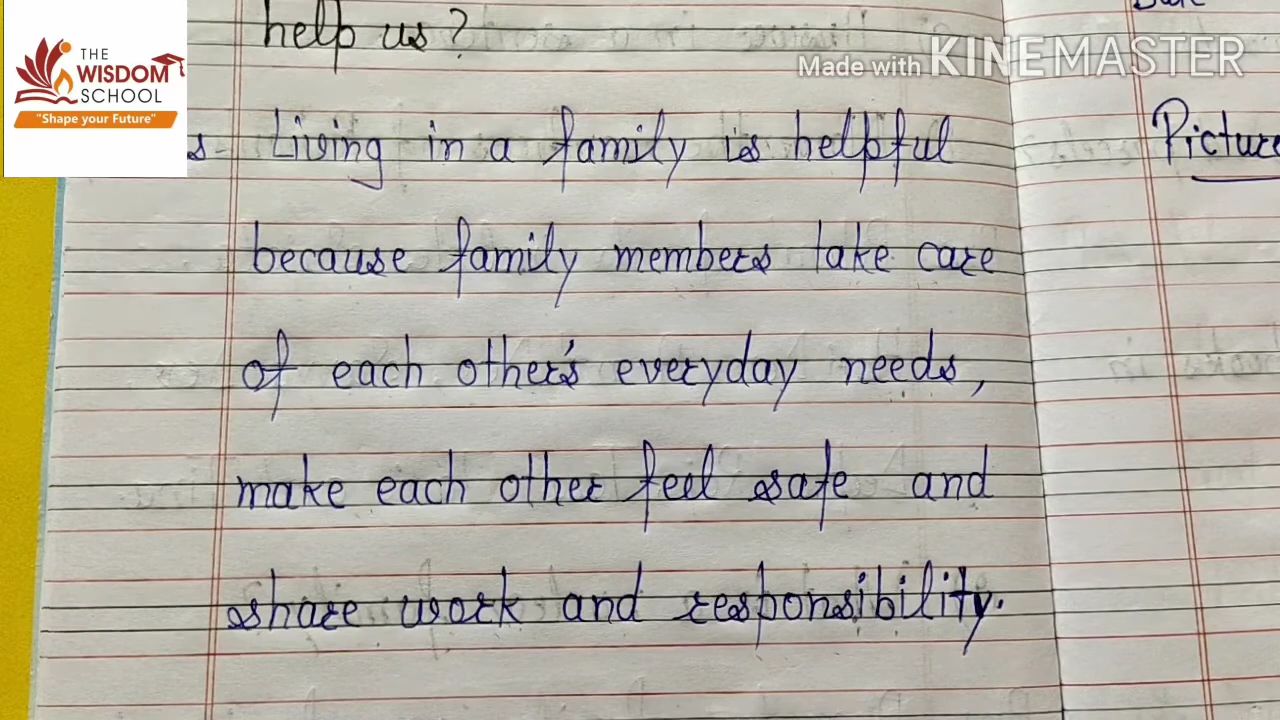 help us?
THE
WISDOM
SCHOOL
"Shape your Future"
Made with KINEMASTER
Living in a family is helpful
Picture
because family members take care
of each other's everyday needs,
make each other feel safe and
share work and responsibility.